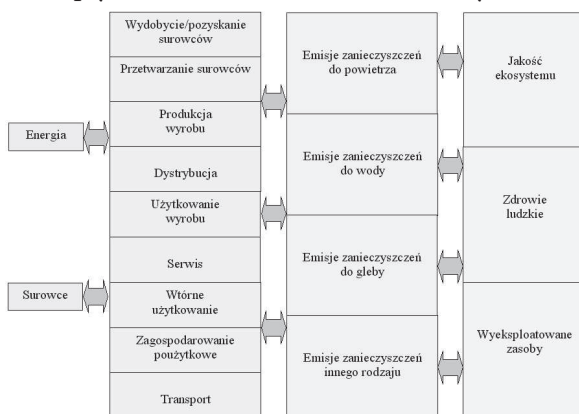 Wydobycie/pozyskanie
surowców
Przetwarzanie surowców
Produkcja
wyrobu
Dystrybucja
Użytkowanie
wyrobu
Serwis
Wtórne
użytkowanie
Zagospodarowanie
poużytkowe
Transport
Energia
Surowce
Emisje zanieczyszczeń
do powietrza
Emisje zanieczyszczeń
do wody
Emisje zanieczyszczeń
do gleby
Emisje zanieczyszczeń
innego rodzaju
Jakość
ekosystemu
Zdrowie
ludzkie
Wyeksploatowane
zasoby